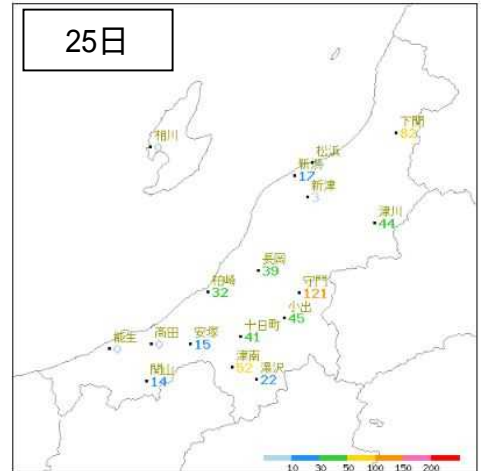 25日
下関
82
相川
0
松浜
新潟
17
新津
3
津川
44
長岡
39
柏崎
32
守門
121
小出
45
十日町
41
能生
0
高田
0
安塚
15
津南
52
湯沢
22
関山
14
10 30 50 100 150 200